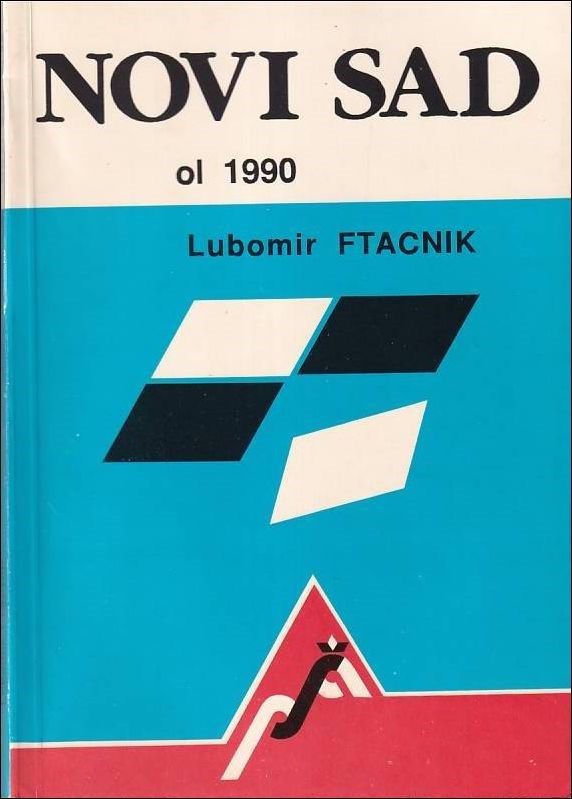 NOVI SAD
ol 1990
Lubomir FTACNIK